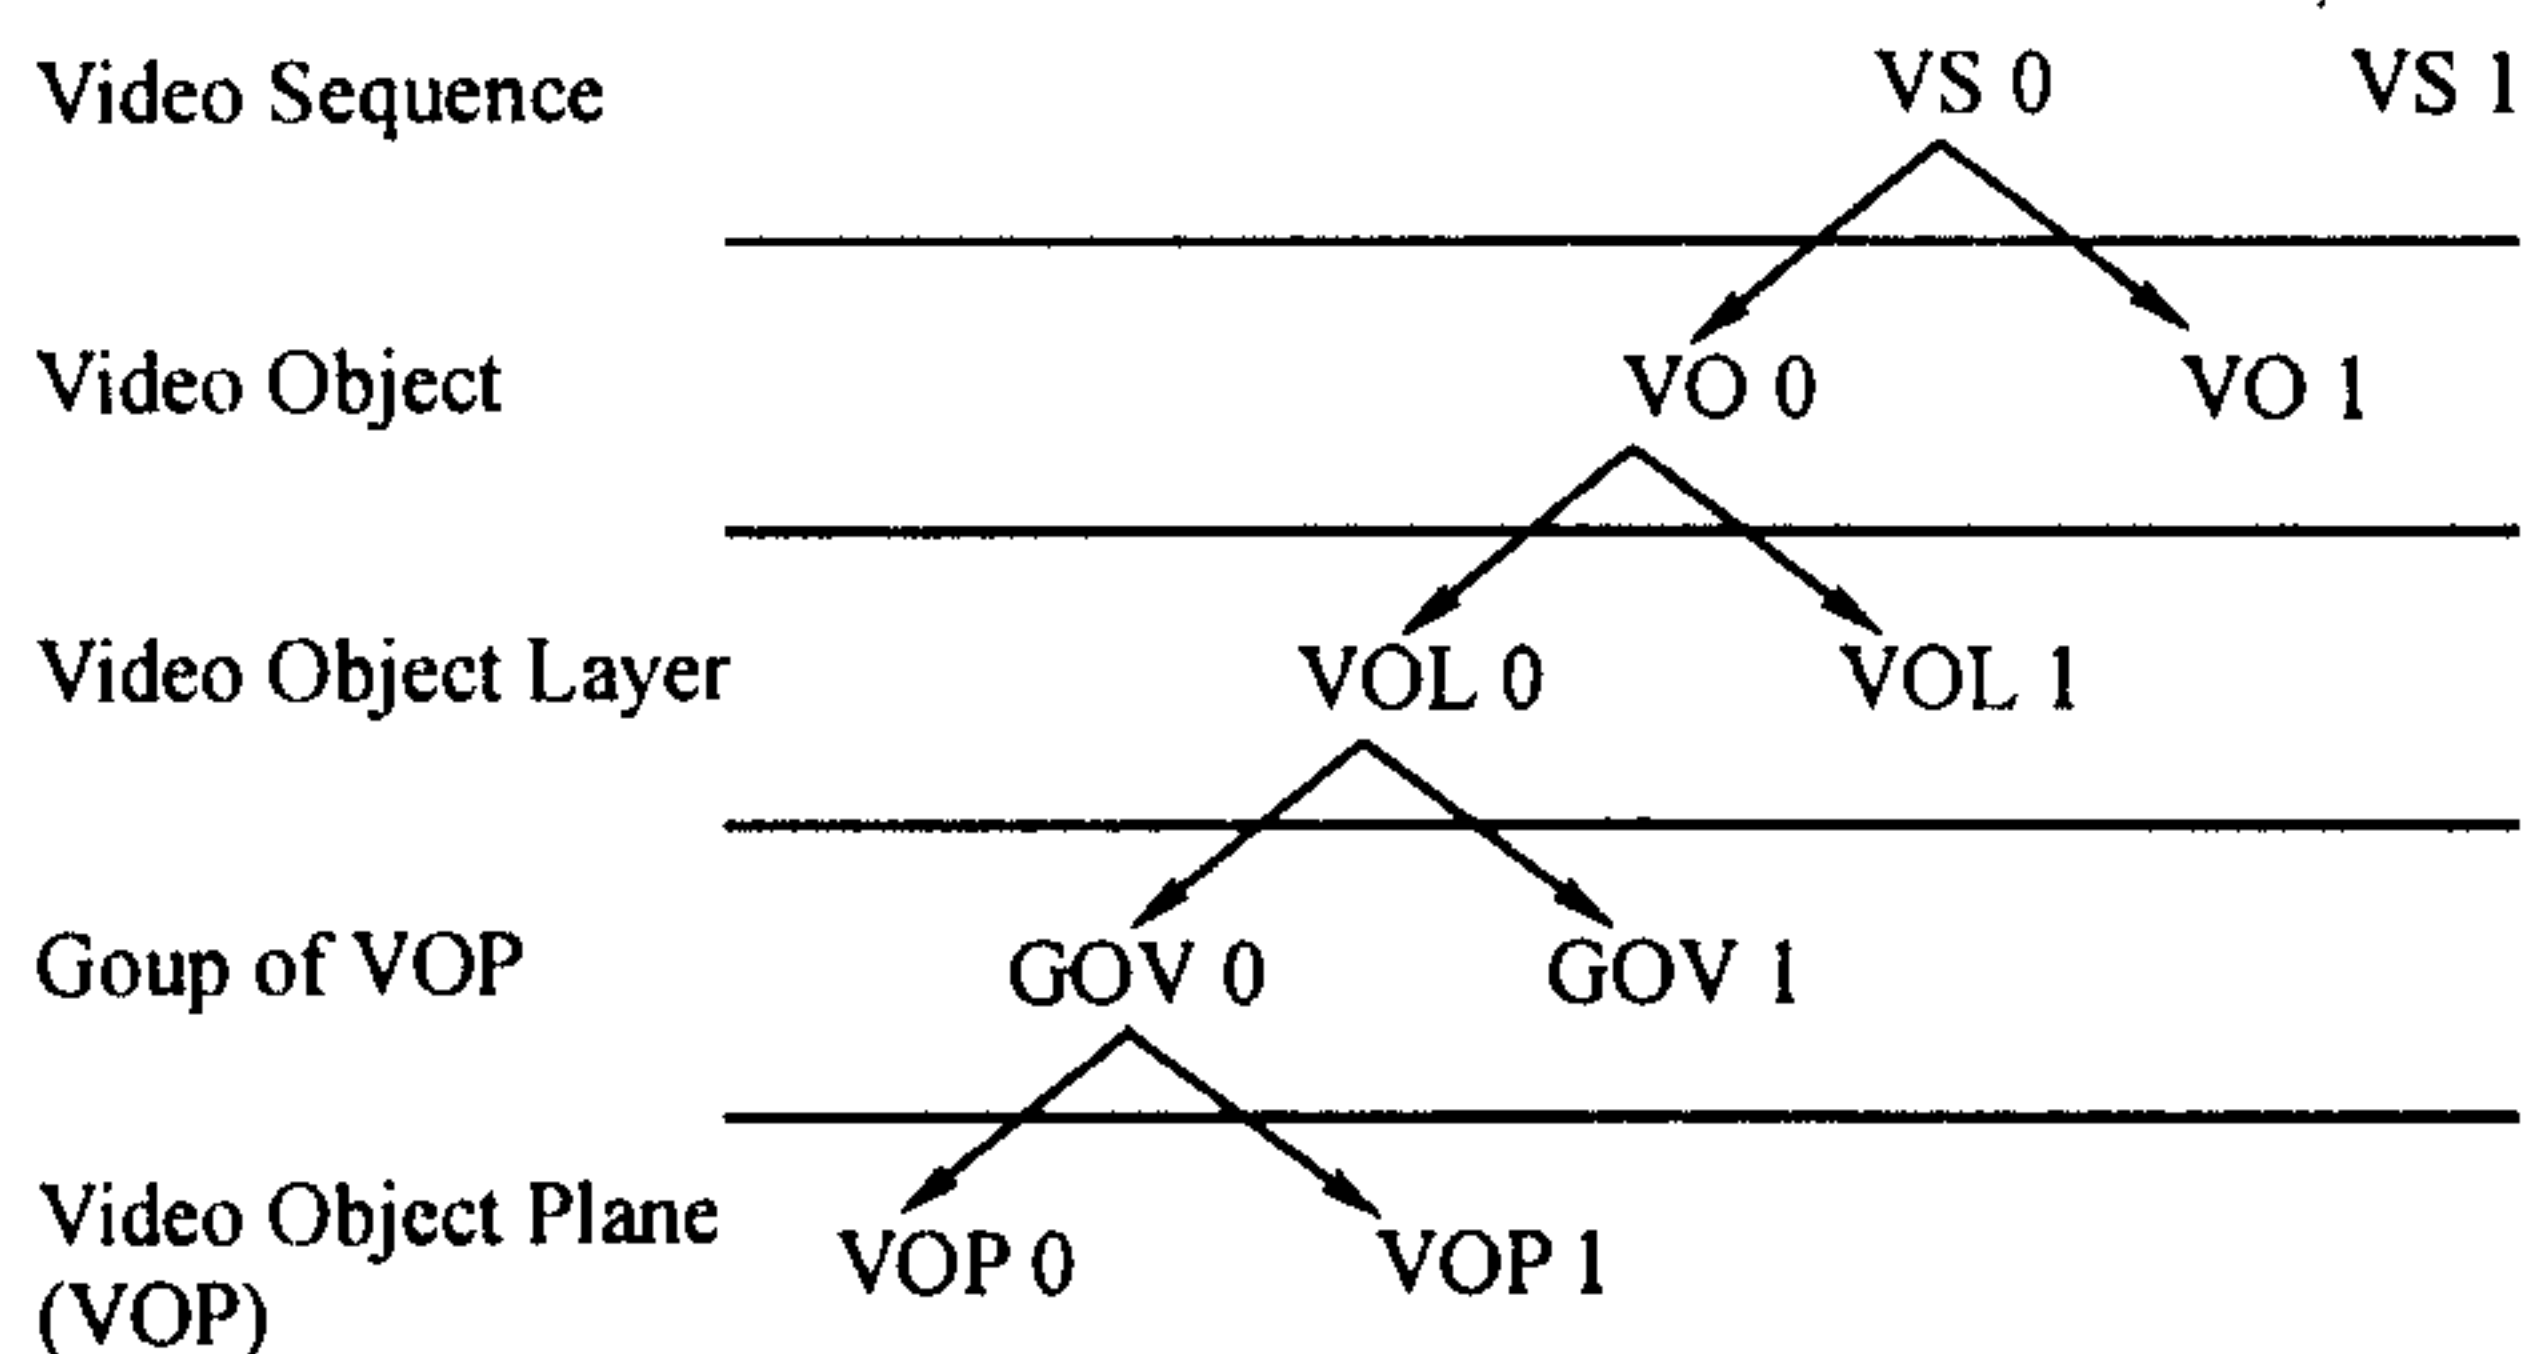 Video Sequence VS 0 VS 1
Video Object VO 0 VO 1
Video Object Layer VOL 0 VOL 1
Goup of VOP GOV 0 GOV 1
Video Object Plane VOP 0 VOP 1
(VOP)